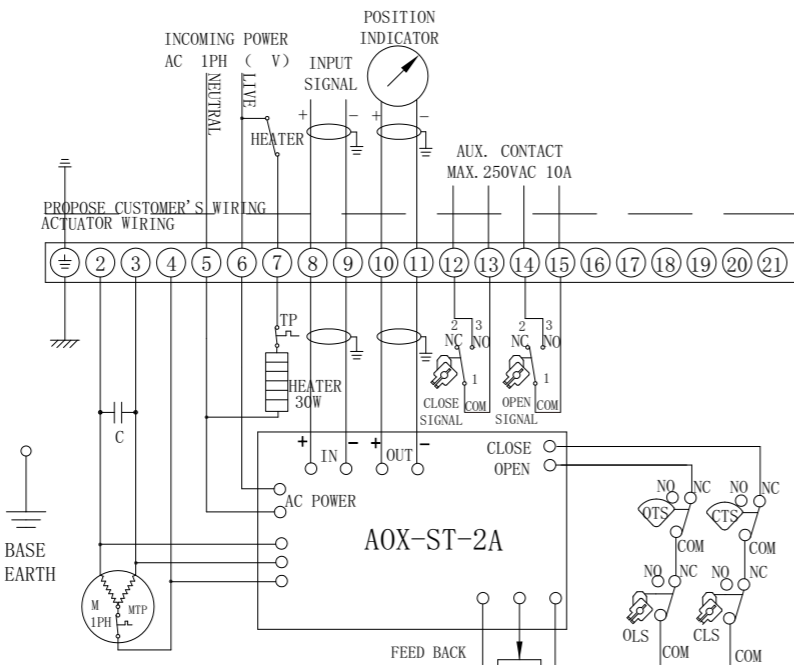 POSITION
INDICATOR
INCOMING POWER
AC 1PH ( V)
INPUT
SIGNAL
NEUTRAL
LIVE
HEATER
+ − + −
AUX. CONTACT
MAX. 250VAC 10A
PROPOSE CUSTOMER'S WIRING
ACTUATOR WIRING
2 3 4 5 6 7 8 9 10 11 12 13 14 15 16 17 18 19 20 21
TP
2 3
NC NO
1
COM
CLOSE
SIGNAL
2 3
NC NO
1
COM
OPEN
SIGNAL
HEATER
30W
C
+ − + −
IN OUT
CLOSE
OPEN
AC POWER
AOX-ST-2A
NO NC
OTS
COM
NO NC
CTS
COM
BASE
EARTH
M
1PH
MTP
NO NC
OLS
COM
NO NC
CLS
COM
FEED BACK